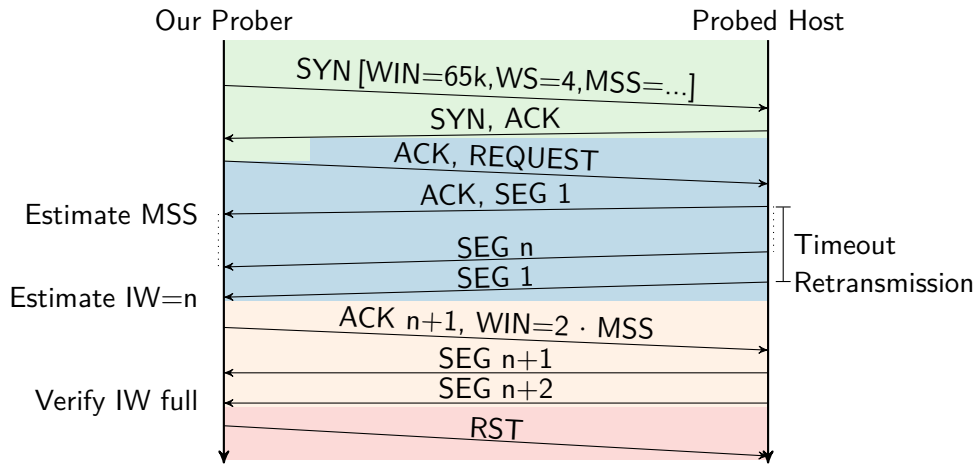 Our Prober
Probed Host
SYN [WIN=65k,WS=4,MSS=...]
SYN, ACK
ACK, REQUEST
ACK, SEG 1
Estimate MSS
SEG n
Timeout
Retransmission
SEG 1
Estimate IW=n
ACK n+1, WIN=2 · MSS
SEG n+1
SEG n+2
Verify IW full
RST